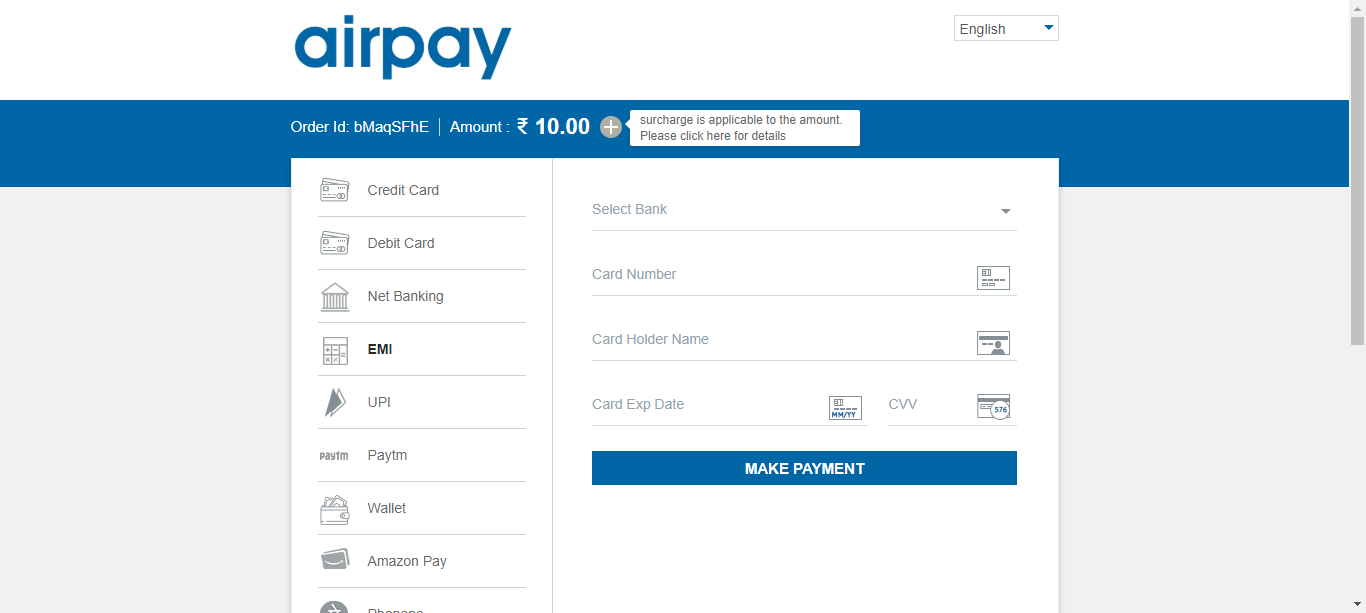 airpay
English
Order Id: bMaqSFhE
Amount : ₹ 10.00
surcharge is applicable to the amount.
Please click here for details
Credit Card
Debit Card
Net Banking
EMI
UPI
Paytm
Paytm
Wallet
Amazon Pay
Phonepe
Select Bank
Card Number
Card Holder Name
Card Exp Date
MM/YY
CVV
576
MAKE PAYMENT